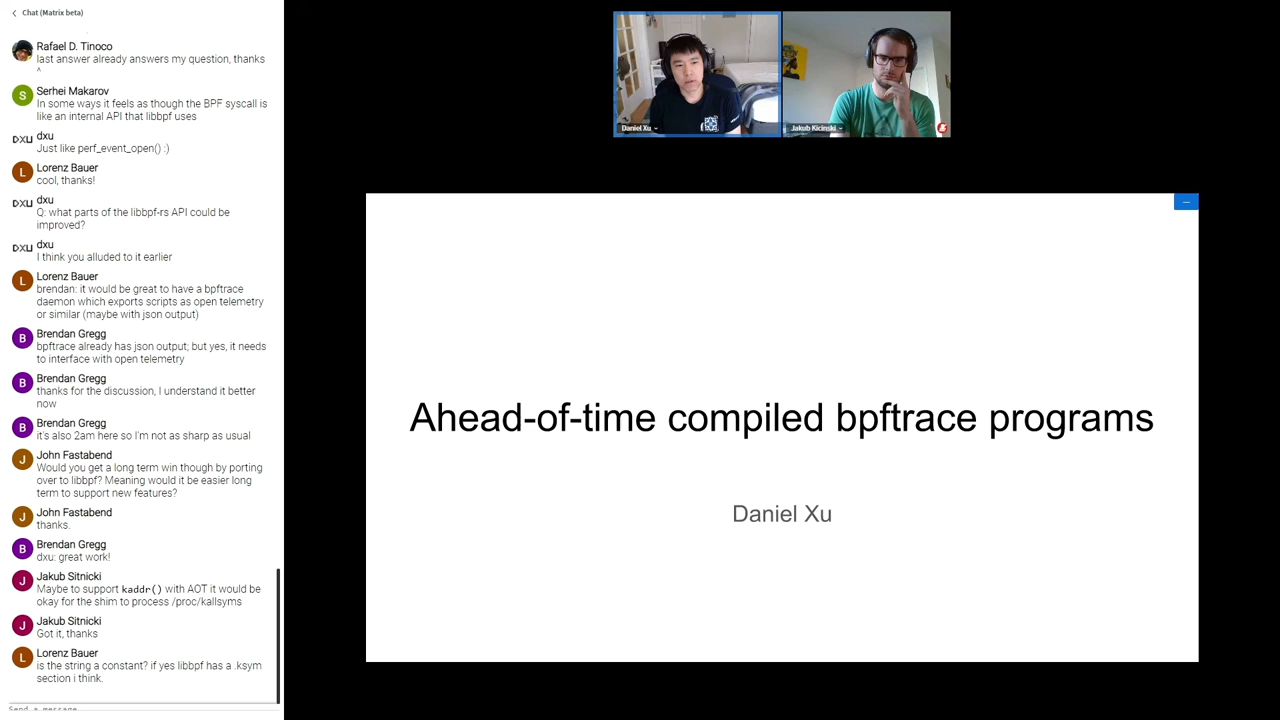 Chat (Matrix beta)
Rafael D. Tinoco
last answer already answers my question, thanks
^
Serhei Makarov
In some ways it feels as though the BPF syscall is
like an internal API that libbpf uses
dxu
Just like perf_event_open() :)
Lorenz Bauer
cool, thanks!
dxu
Q: what parts of the libbpf-rs API could be
improved?
dxu
I think you alluded to it earlier
Lorenz Bauer
brendan: it would be great to have a bpftrace
daemon which exports scripts as open telemetry
or similar (maybe with json output)
Brendan Gregg
bpftrace already has json output; but yes, it needs
to interface with open telemetry
Brendan Gregg
thanks for the discussion, I understand it better
now
Brendan Gregg
it's also 2am here so I'm not as sharp as usual
John Fastabend
Would you get a long term win though by porting
over to libbpf? Meaning would it be easier long
term to support new features?
John Fastabend
thanks.
Brendan Gregg
dxu: great work!
Jakub Sitnicki
Maybe to support kaddr() with AOT it would be
okay for the shim to process /proc/kallsyms
Jakub Sitnicki
Got it, thanks
Lorenz Bauer
is the string a constant? if yes libbpf has a .ksym
section i think.
Send a message
Daniel Xu
Jakub Kicinski
Ahead-of-time compiled bpftrace programs
Daniel Xu